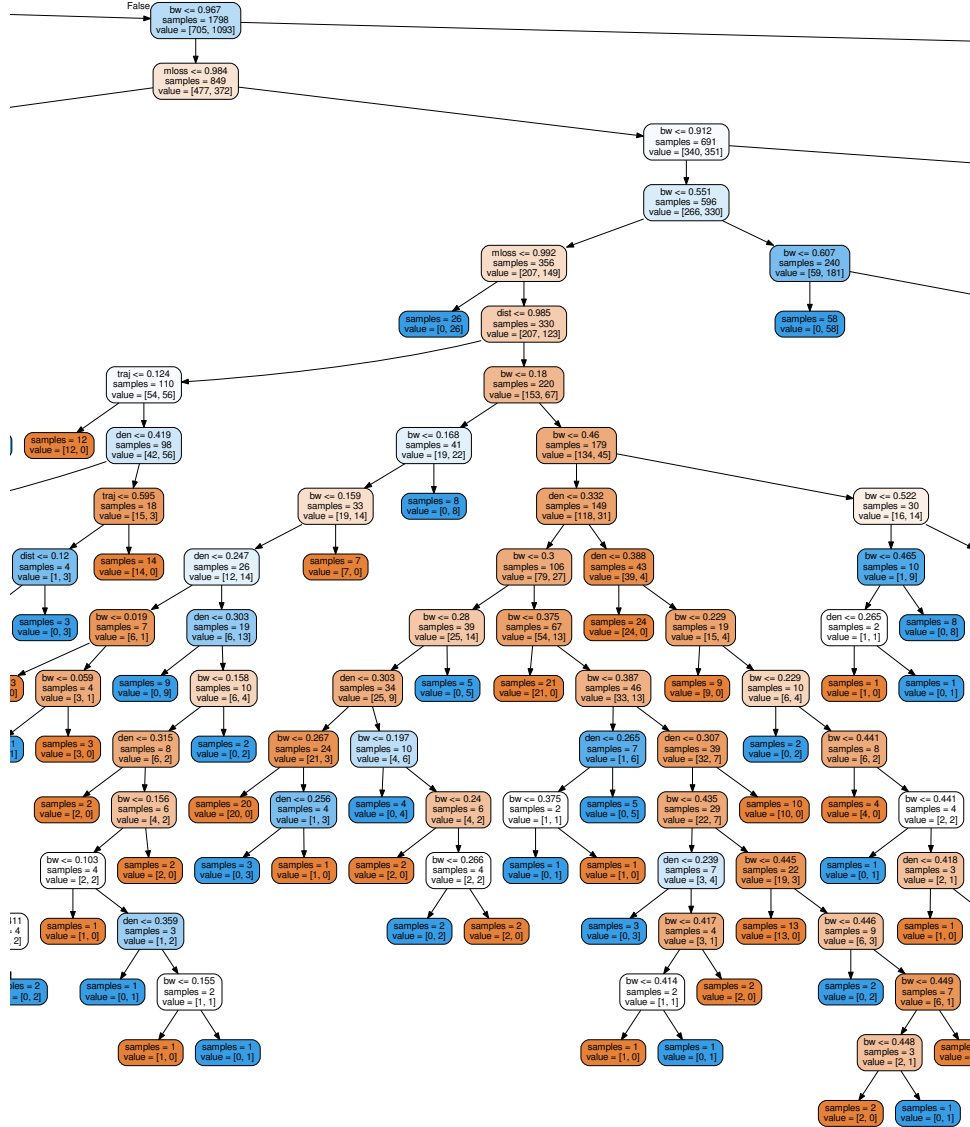 False
bw <= 0.967
samples = 1798
value = [705, 1093]
mloss <= 0.984
samples = 849
value = [477, 372]
bw <= 0.912
samples = 691
value = [340, 351]
bw <= 0.551
samples = 596
value = [266, 330]
mloss <= 0.992
samples = 356
value = [207, 149]
bw <= 0.607
samples = 240
value = [59, 181]
samples = 26
value = [0, 26]
dist <= 0.985
samples = 330
value = [207, 123]
samples = 58
value = [0, 58]
traj <= 0.124
samples = 110
value = [54, 56]
bw <= 0.18
samples = 220
value = [153, 67]
samples = 12
value = [12, 0]
den <= 0.419
samples = 98
value = [42, 56]
bw <= 0.168
samples = 41
value = [19, 22]
bw <= 0.46
samples = 179
value = [134, 45]
traj <= 0.595
samples = 18
value = [15, 3]
bw <= 0.159
samples = 33
value = [19, 14]
samples = 8
value = [0, 8]
den <= 0.332
samples = 149
value = [118, 31]
bw <= 0.522
samples = 30
value = [16, 14]
dist <= 0.12
samples = 4
value = [1, 3]
samples = 14
value = [14, 0]
den <= 0.247
samples = 26
value = [12, 14]
samples = 7
value = [7, 0]
bw <= 0.3
samples = 106
value = [79, 27]
den <= 0.388
samples = 43
value = [39, 4]
bw <= 0.465
samples = 10
value = [1, 9]
samples = 3
value = [0, 3]
bw <= 0.019
samples = 7
value = [6, 1]
den <= 0.303
samples = 19
value = [6, 13]
bw <= 0.28
samples = 39
value = [25, 14]
bw <= 0.375
samples = 67
value = [54, 13]
samples = 24
value = [24, 0]
bw <= 0.229
samples = 19
value = [15, 4]
den <= 0.265
samples = 2
value = [1, 1]
samples = 8
value = [0, 8]
3
0]
bw <= 0.059
samples = 4
value = [3, 1]
samples = 9
value = [0, 9]
bw <= 0.158
samples = 10
value = [6, 4]
den <= 0.303
samples = 34
value = [25, 9]
samples = 5
value = [0, 5]
samples = 21
value = [21, 0]
bw <= 0.387
samples = 46
value = [33, 13]
samples = 9
value = [9, 0]
bw <= 0.229
samples = 10
value = [6, 4]
samples = 1
value = [1, 0]
samples = 1
value = [0, 1]
1
1]
samples = 3
value = [3, 0]
den <= 0.315
samples = 8
value = [6, 2]
samples = 2
value = [0, 2]
bw <= 0.267
samples = 24
value = [21, 3]
bw <= 0.197
samples = 10
value = [4, 6]
den <= 0.265
samples = 7
value = [1, 6]
den <= 0.307
samples = 39
value = [32, 7]
samples = 2
value = [0, 2]
bw <= 0.441
samples = 8
value = [6, 2]
samples = 2
value = [2, 0]
bw <= 0.156
samples = 6
value = [4, 2]
samples = 20
value = [20, 0]
den <= 0.256
samples = 4
value = [1, 3]
samples = 4
value = [0, 4]
bw <= 0.24
samples = 6
value = [4, 2]
bw <= 0.375
samples = 2
value = [1, 1]
samples = 5
value = [0, 5]
bw <= 0.435
samples = 29
value = [22, 7]
samples = 10
value = [10, 0]
samples = 4
value = [4, 0]
bw <= 0.441
samples = 4
value = [2, 2]
bw <= 0.103
samples = 4
value = [2, 2]
samples = 2
value = [2, 0]
samples = 3
value = [0, 3]
samples = 1
value = [1, 0]
samples = 2
value = [2, 0]
bw <= 0.266
samples = 4
value = [2, 2]
samples = 1
value = [0, 1]
samples = 1
value = [1, 0]
den <= 0.239
samples = 7
value = [3, 4]
bw <= 0.445
samples = 22
value = [19, 3]
samples = 1
value = [0, 1]
den <= 0.418
samples = 3
value = [2, 1]
= 4
2]
samples = 1
value = [1, 0]
den <= 0.359
samples = 3
value = [1, 2]
samples = 2
value = [0, 2]
samples = 2
value = [2, 0]
samples = 3
value = [0, 3]
bw <= 0.417
samples = 4
value = [3, 1]
samples = 13
value = [13, 0]
bw <= 0.446
samples = 9
value = [6, 3]
samples = 1
value = [1, 0]
= 2
= [0, 2]
samples = 1
value = [0, 1]
bw <= 0.155
samples = 2
value = [1, 1]
bw <= 0.414
samples = 2
value = [1, 1]
samples = 2
value = [2, 0]
samples = 2
value = [0, 2]
bw <= 0.449
samples = 7
value = [6, 1]
samples = 1
value = [1, 0]
samples = 1
value = [0, 1]
samples = 1
value = [1, 0]
samples = 1
value = [0, 1]
bw <= 0.448
samples = 3
value = [2, 1]
value =
samples = 2
value = [2, 0]
samples = 1
value = [0, 1]